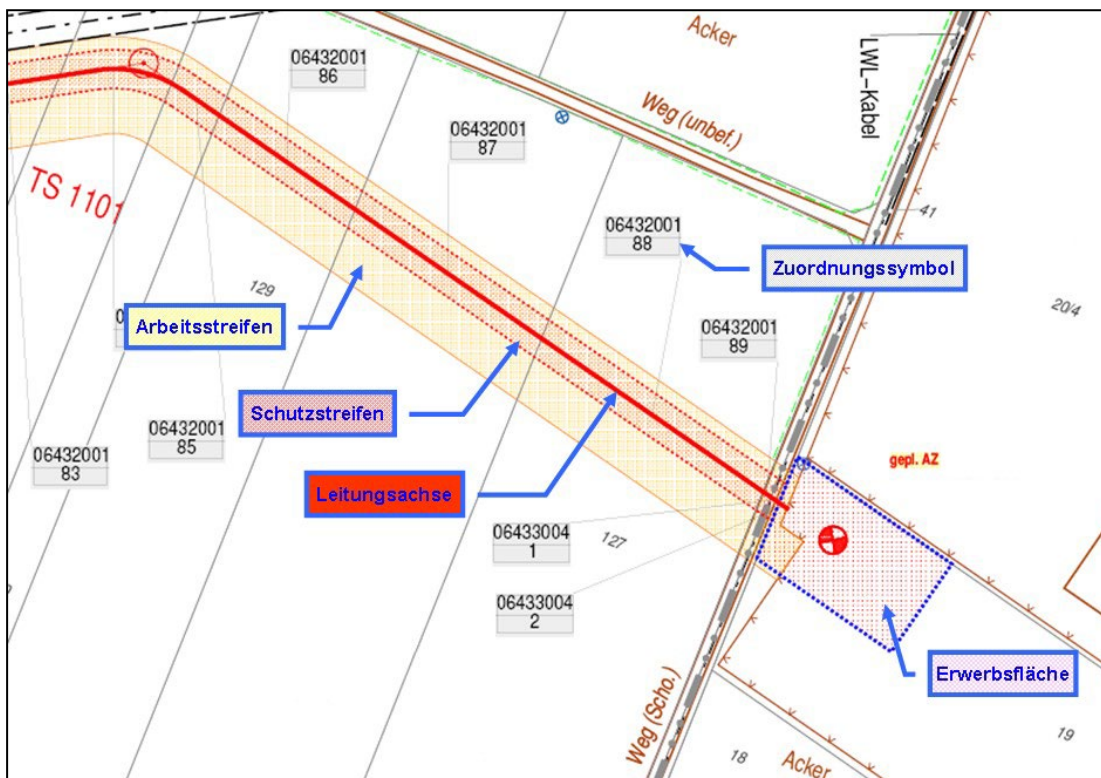 Acker
06432001
86
LWL-Kabel
Weg (unbef.)
06432001
87
TS 1101
41
06432001
88
Zuordnungssymbol
129
20/4
Arbeitsstreifen
06432001
89
Schutzstreifen
06432001
85
06432001
83
gepl. AZ
Leitungsachse
06433004
1
127
06433004
2
Erwerbsfläche
Weg (Scho.)
18
Acker
19